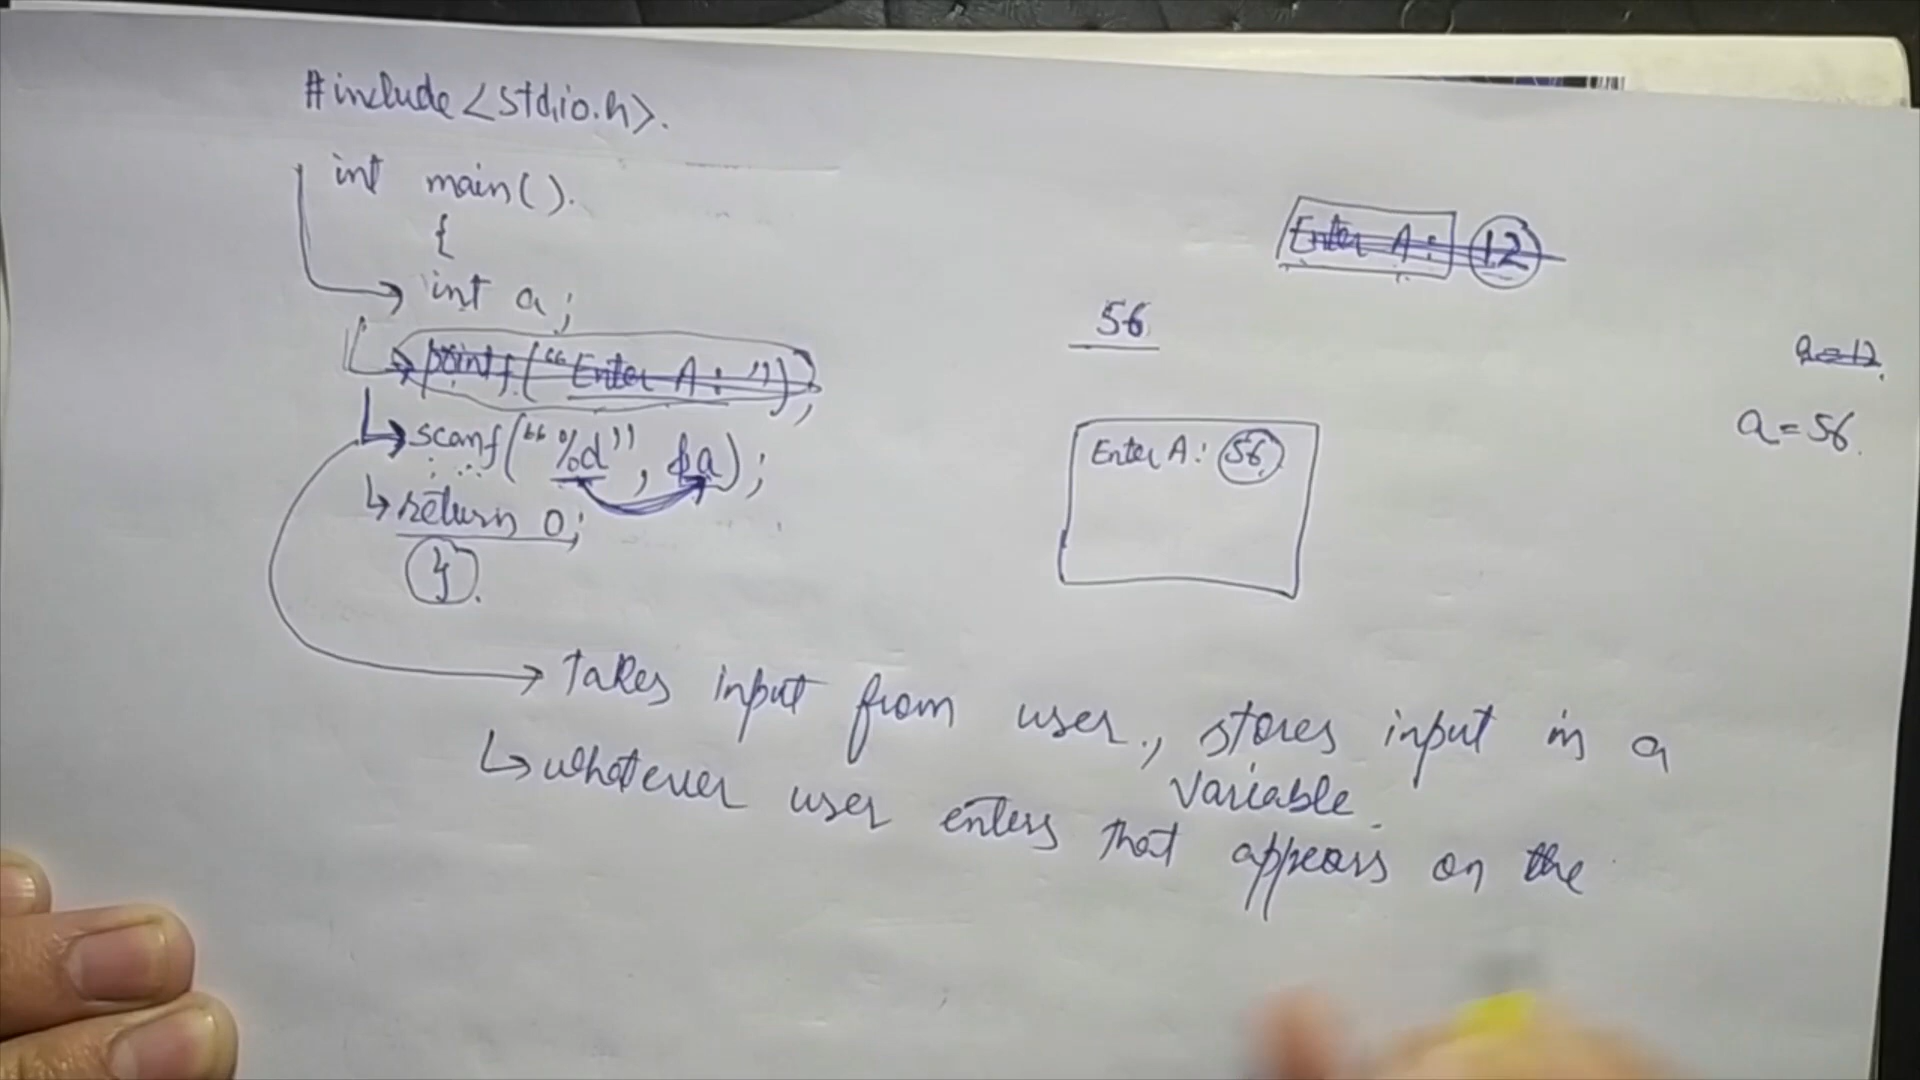 #include <stdio.h>.
int main().
{
int a;
printf("Enter A: ");
scanf("%d", &a);
return 0;
}
Enter A: 12
56
a=12.
a=56.
Enter A: 56
takes input from user, stores input in a
variable.
whatever user enters that appears on the